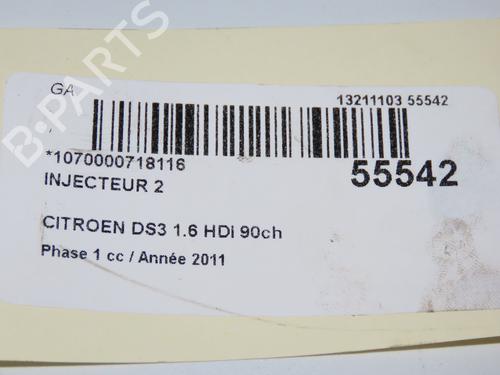 GA
13211103 55542
*1070000718116
55542
INJECTEUR 2
CITROEN DS3 1.6 HDi 90ch
Phase 1 cc / Année 2011
B-PARTS